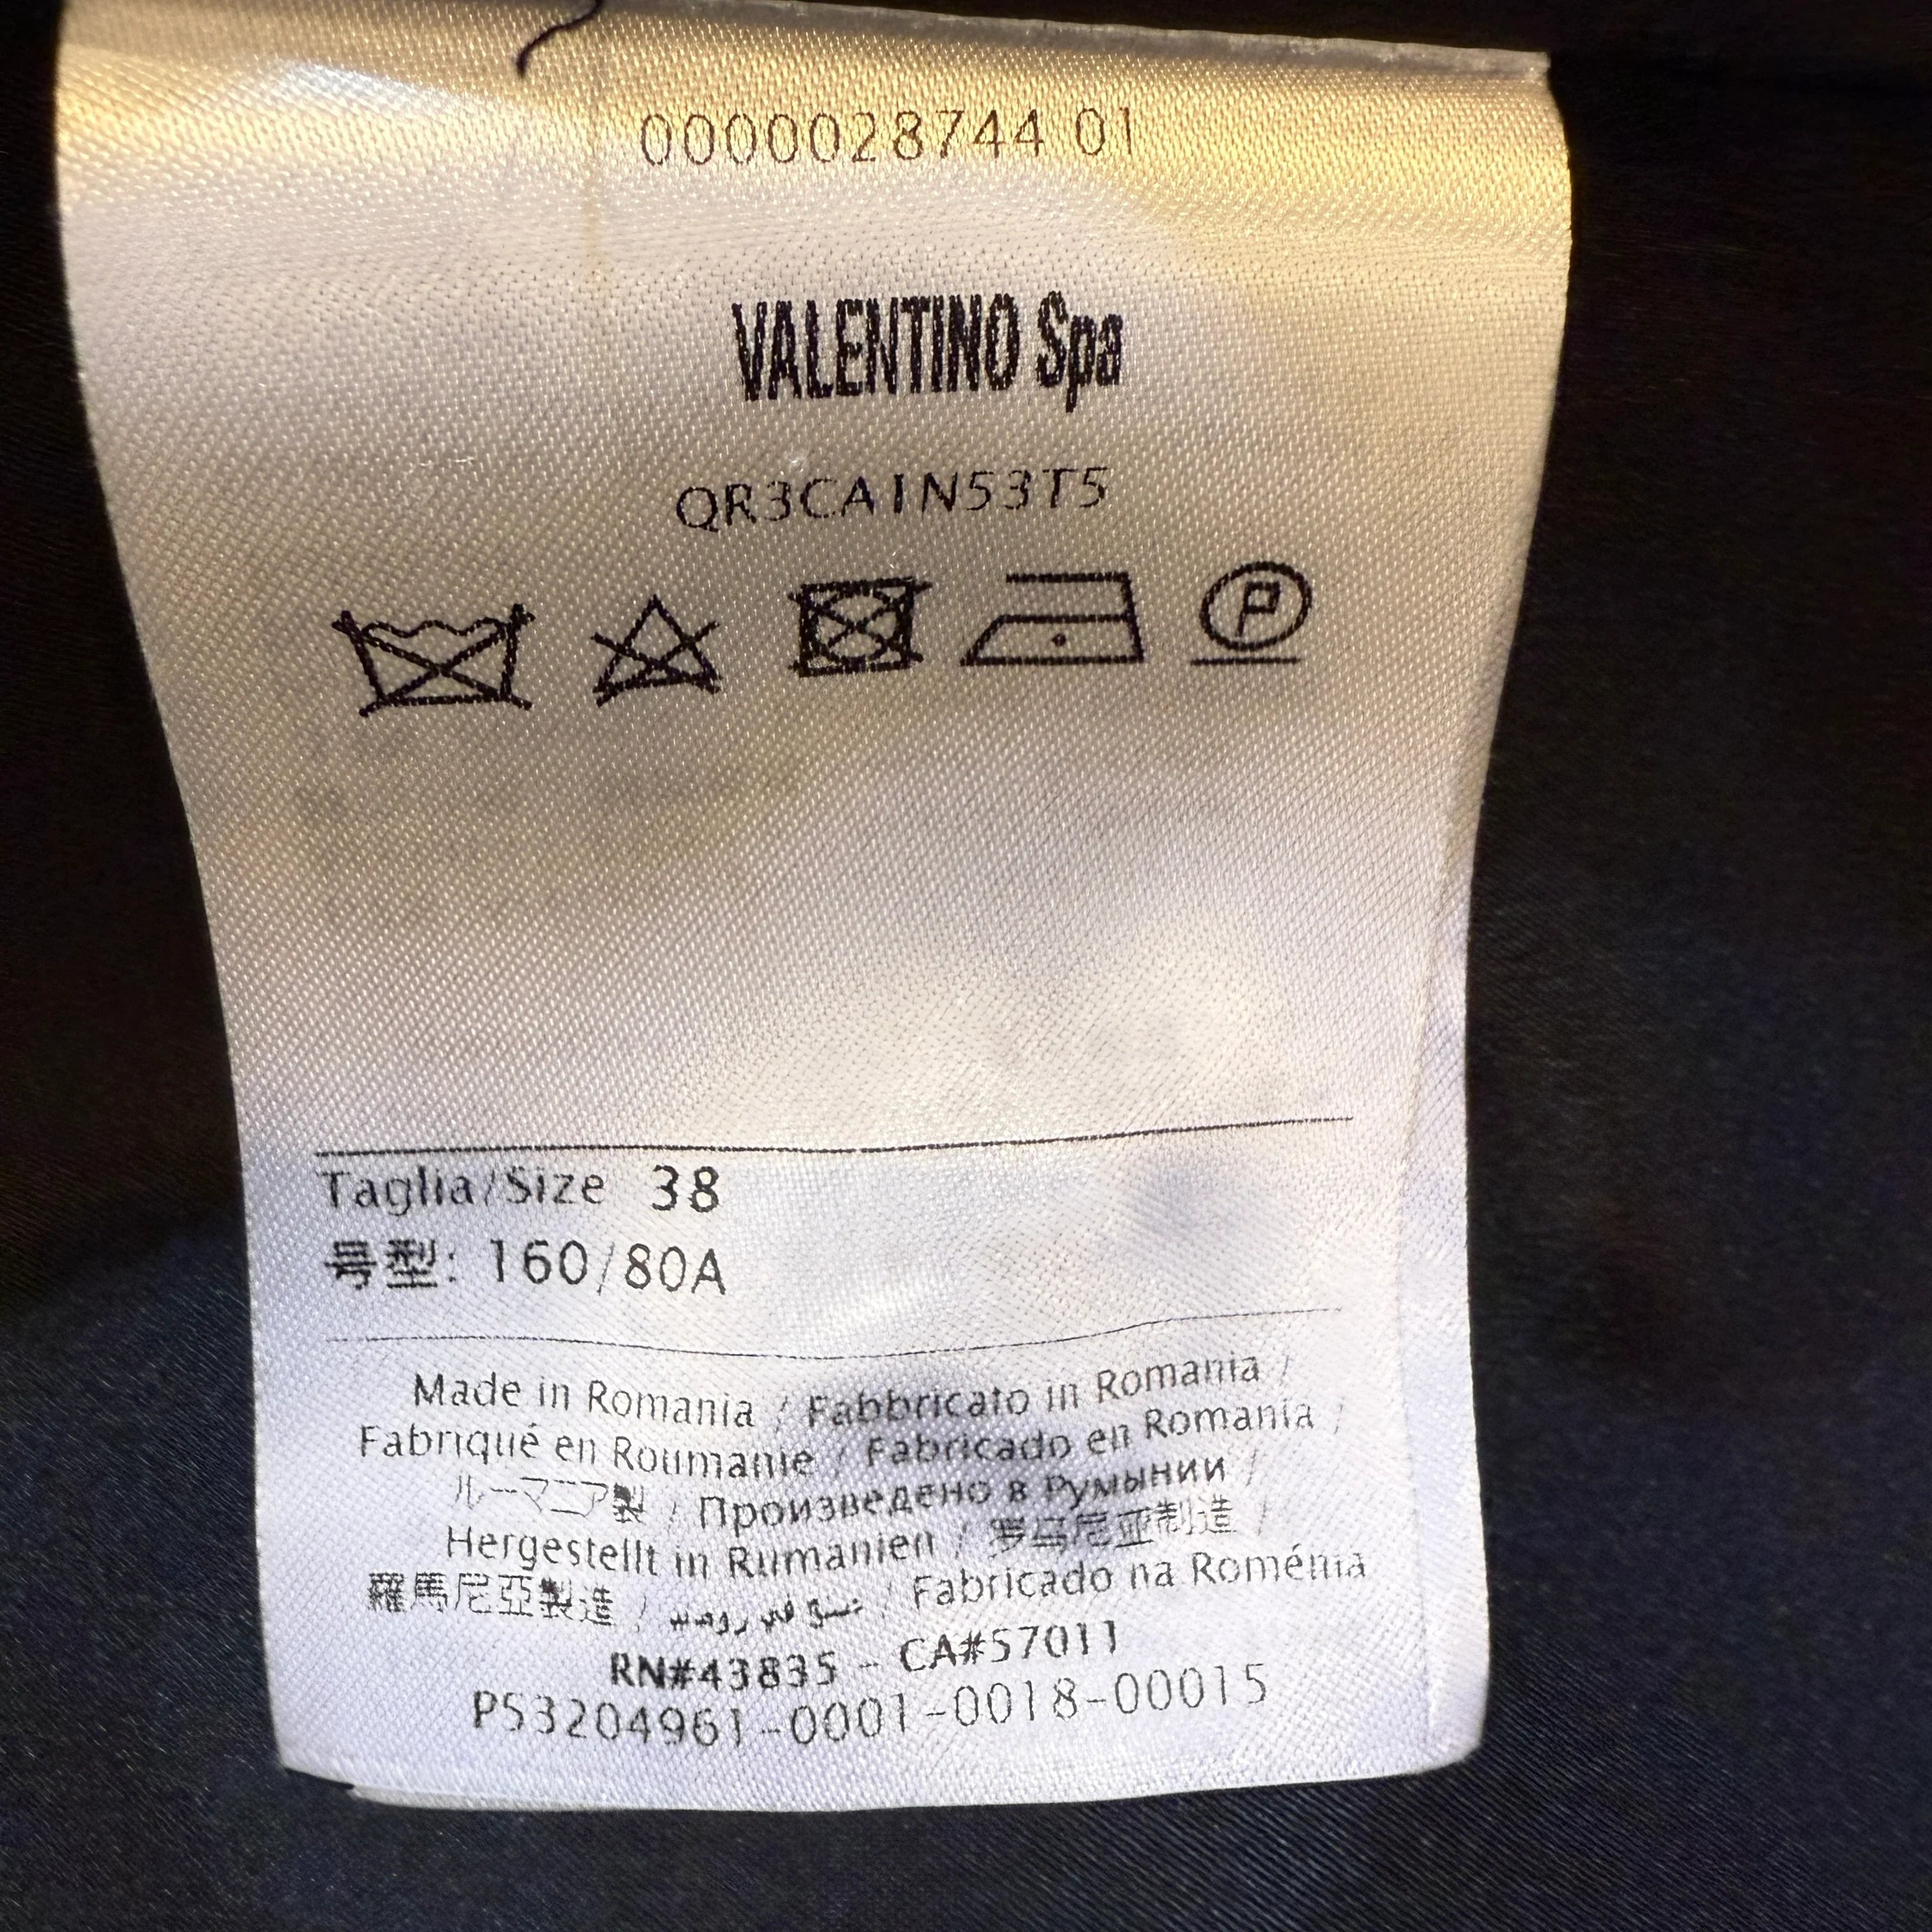 0000028744 01
VALENTINO Spa
QR3CA1N53T5
P
Taglia/Size 38
号型: 160/80A
Made in Romania / Fabbricato in Romania /
Fabriqué en Roumanie / Fabricado en Romania /
ルーマニア製 / Произведено в Румынии /
Hergestellt in Rumanien / 罗马尼亚制造 /
羅馬尼亞製造 / / Fabricado na Roménia
RN#43835 - CA#57011
P53204961-0001-0018-00015